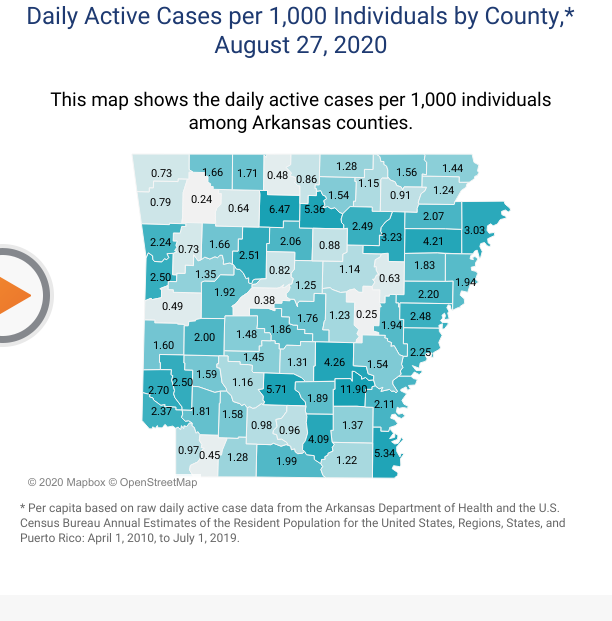 Daily Active Cases per 1,000 Individuals by County,*
August 27, 2020
This map shows the daily active cases per 1,000 individuals
among Arkansas counties.
0.73 1.66 1.71 0.48 0.86 1.28 1.15 1.56 1.44
0.79 0.24 0.64 6.47 5.36 1.54 0.91 1.24
2.24 0.73 1.66 2.51 2.06 0.88 2.49 3.23 2.07 4.21 3.03
2.50 1.35 1.92 0.82 1.25 1.14 0.63 1.83 1.94
0.49 0.38 1.76 1.23 0.25 1.94 2.20 2.48
1.60 2.00 1.48 1.86 2.25
1.45 1.31 4.26 1.54
2.70 2.50 1.59 1.16 5.71 1.89 11.90 2.11
2.37 1.81 1.58 0.98 0.96 4.09 1.37
0.97 0.45 1.28 1.99 1.22 5.34
© 2020 Mapbox © OpenStreetMap
* Per capita based on raw daily active case data from the Arkansas Department of Health and the U.S.
Census Bureau Annual Estimates of the Resident Population for the United States, Regions, States, and
Puerto Rico: April 1, 2010, to July 1, 2019.